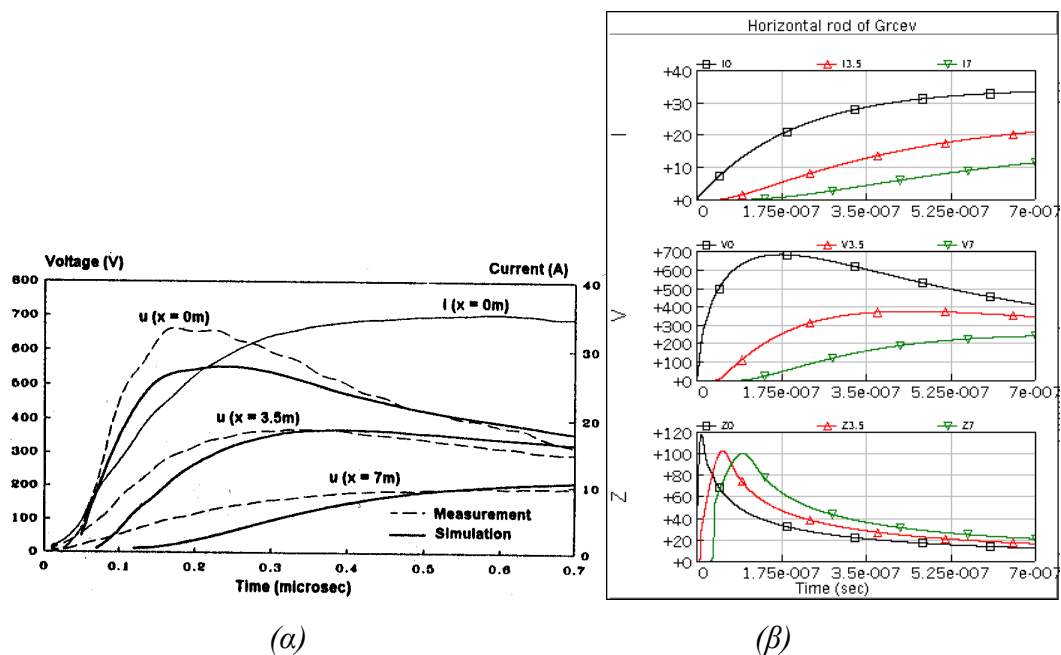 Voltage (V)
Current (A)
800
700
600
500
400
300
200
100
0
40
30
20
10
0
u (x = 0m)
i (x = 0m)
u (x = 3.5m)
u (x = 7m)
Measurement
Simulation
0 0.1 0.2 0.3 0.4 0.5 0.6 0.7
Time (microsec)
(α)
Horizontal rod of Grcev
I0 I3.5 I7
I
+40
+30
+20
+10
+0
0 1.75e-007 3.5e-007 5.25e-007 7e-007
V0 V3.5 V7
V
+700
+600
+500
+400
+300
+200
+100
+0
0 1.75e-007 3.5e-007 5.25e-007 7e-007
Z0 Z3.5 Z7
Z
+120
+100
+80
+60
+40
+20
+0
0 1.75e-007 3.5e-007 5.25e-007 7e-007
Time (sec)
(β)